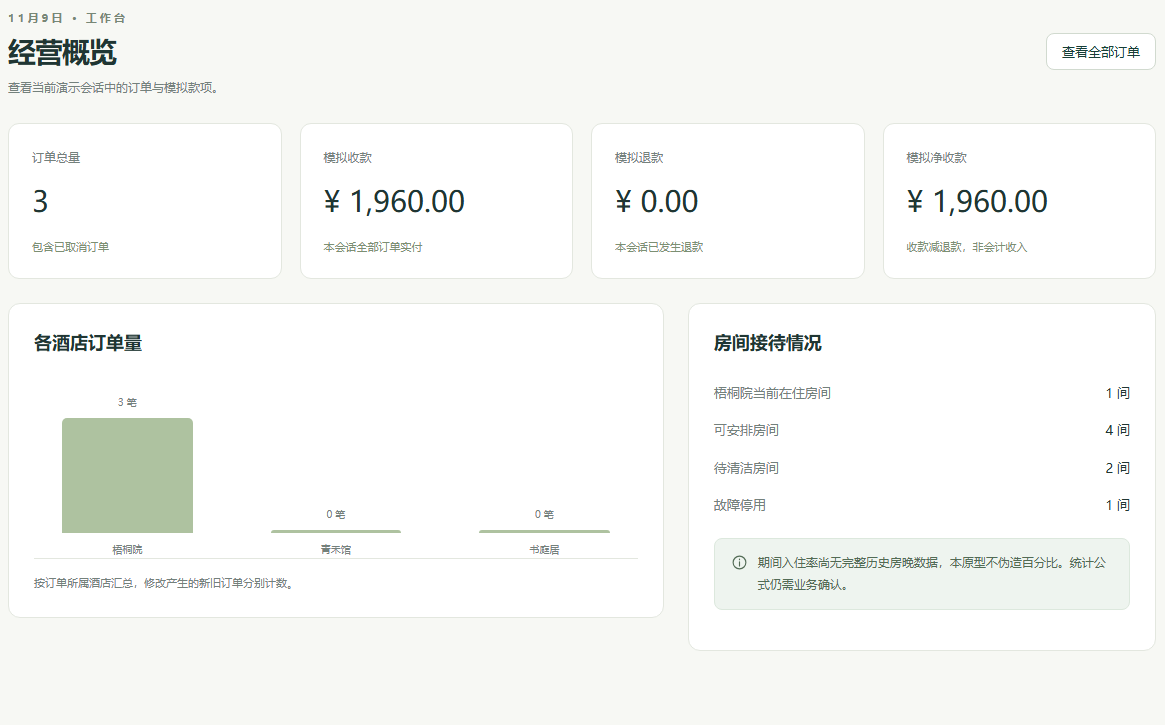 11月9日 • 工作台
经营概览
查看全部订单
查看当前演示会话中的订单与模拟款项。
订单总量
3
包含已取消订单
模拟收款
¥ 1,960.00
本会话全部订单实付
模拟退款
¥ 0.00
本会话已发生退款
模拟净收款
¥ 1,960.00
收款减退款，非会计收入
各酒店订单量
3 笔
0 笔
0 笔
梧桐院
青禾馆
书庭居
按订单所属酒店汇总，修改产生的新旧订单分别计数。
房间接待情况
梧桐院当前在住房间 1 间
可安排房间 4 间
待清洁房间 2 间
故障停用 1 间
期间入住率尚无完整历史房晚数据，本原型不伪造百分比。统计公
式仍需业务确认。